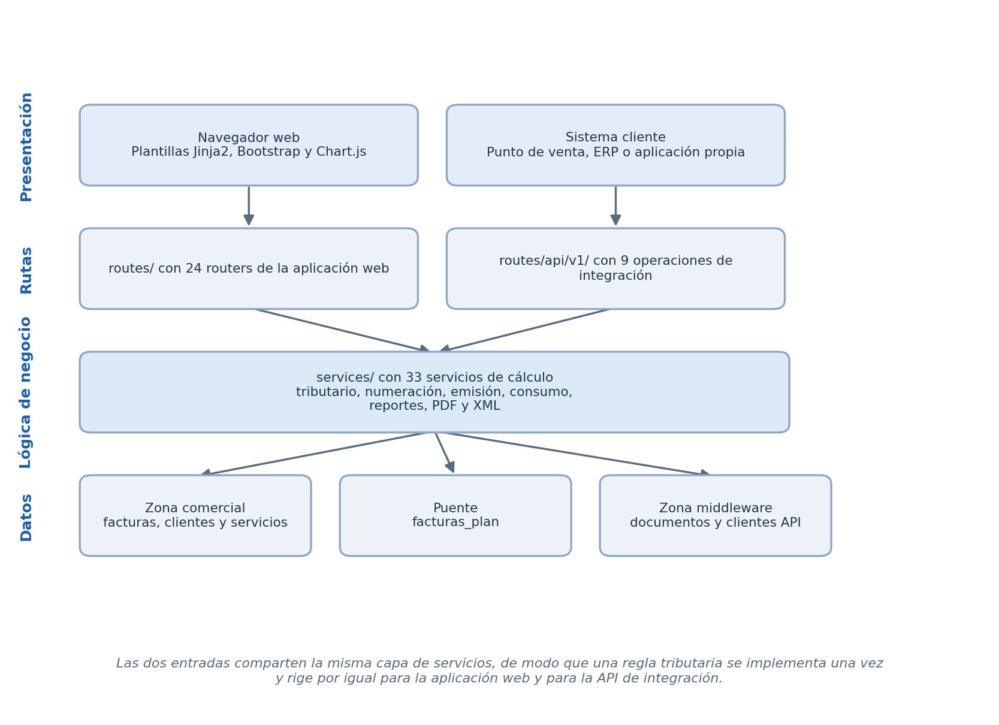 Presentación
Navegador web
Plantillas Jinja2, Bootstrap y Chart.js
Sistema cliente
Punto de venta, ERP o aplicación propia
Rutas
routes/ con 24 routers de la aplicación web
routes/api/v1/ con 9 operaciones de
integración
Lógica de negocio
services/ con 33 servicios de cálculo
tributario, numeración, emisión, consumo,
reportes, PDF y XML
Datos
Zona comercial
facturas, clientes y servicios
Puente
facturas_plan
Zona middleware
documentos y clientes API
Las dos entradas comparten la misma capa de servicios, de modo que una regla tributaria se implementa una vez
y rige por igual para la aplicación web y para la API de integración.